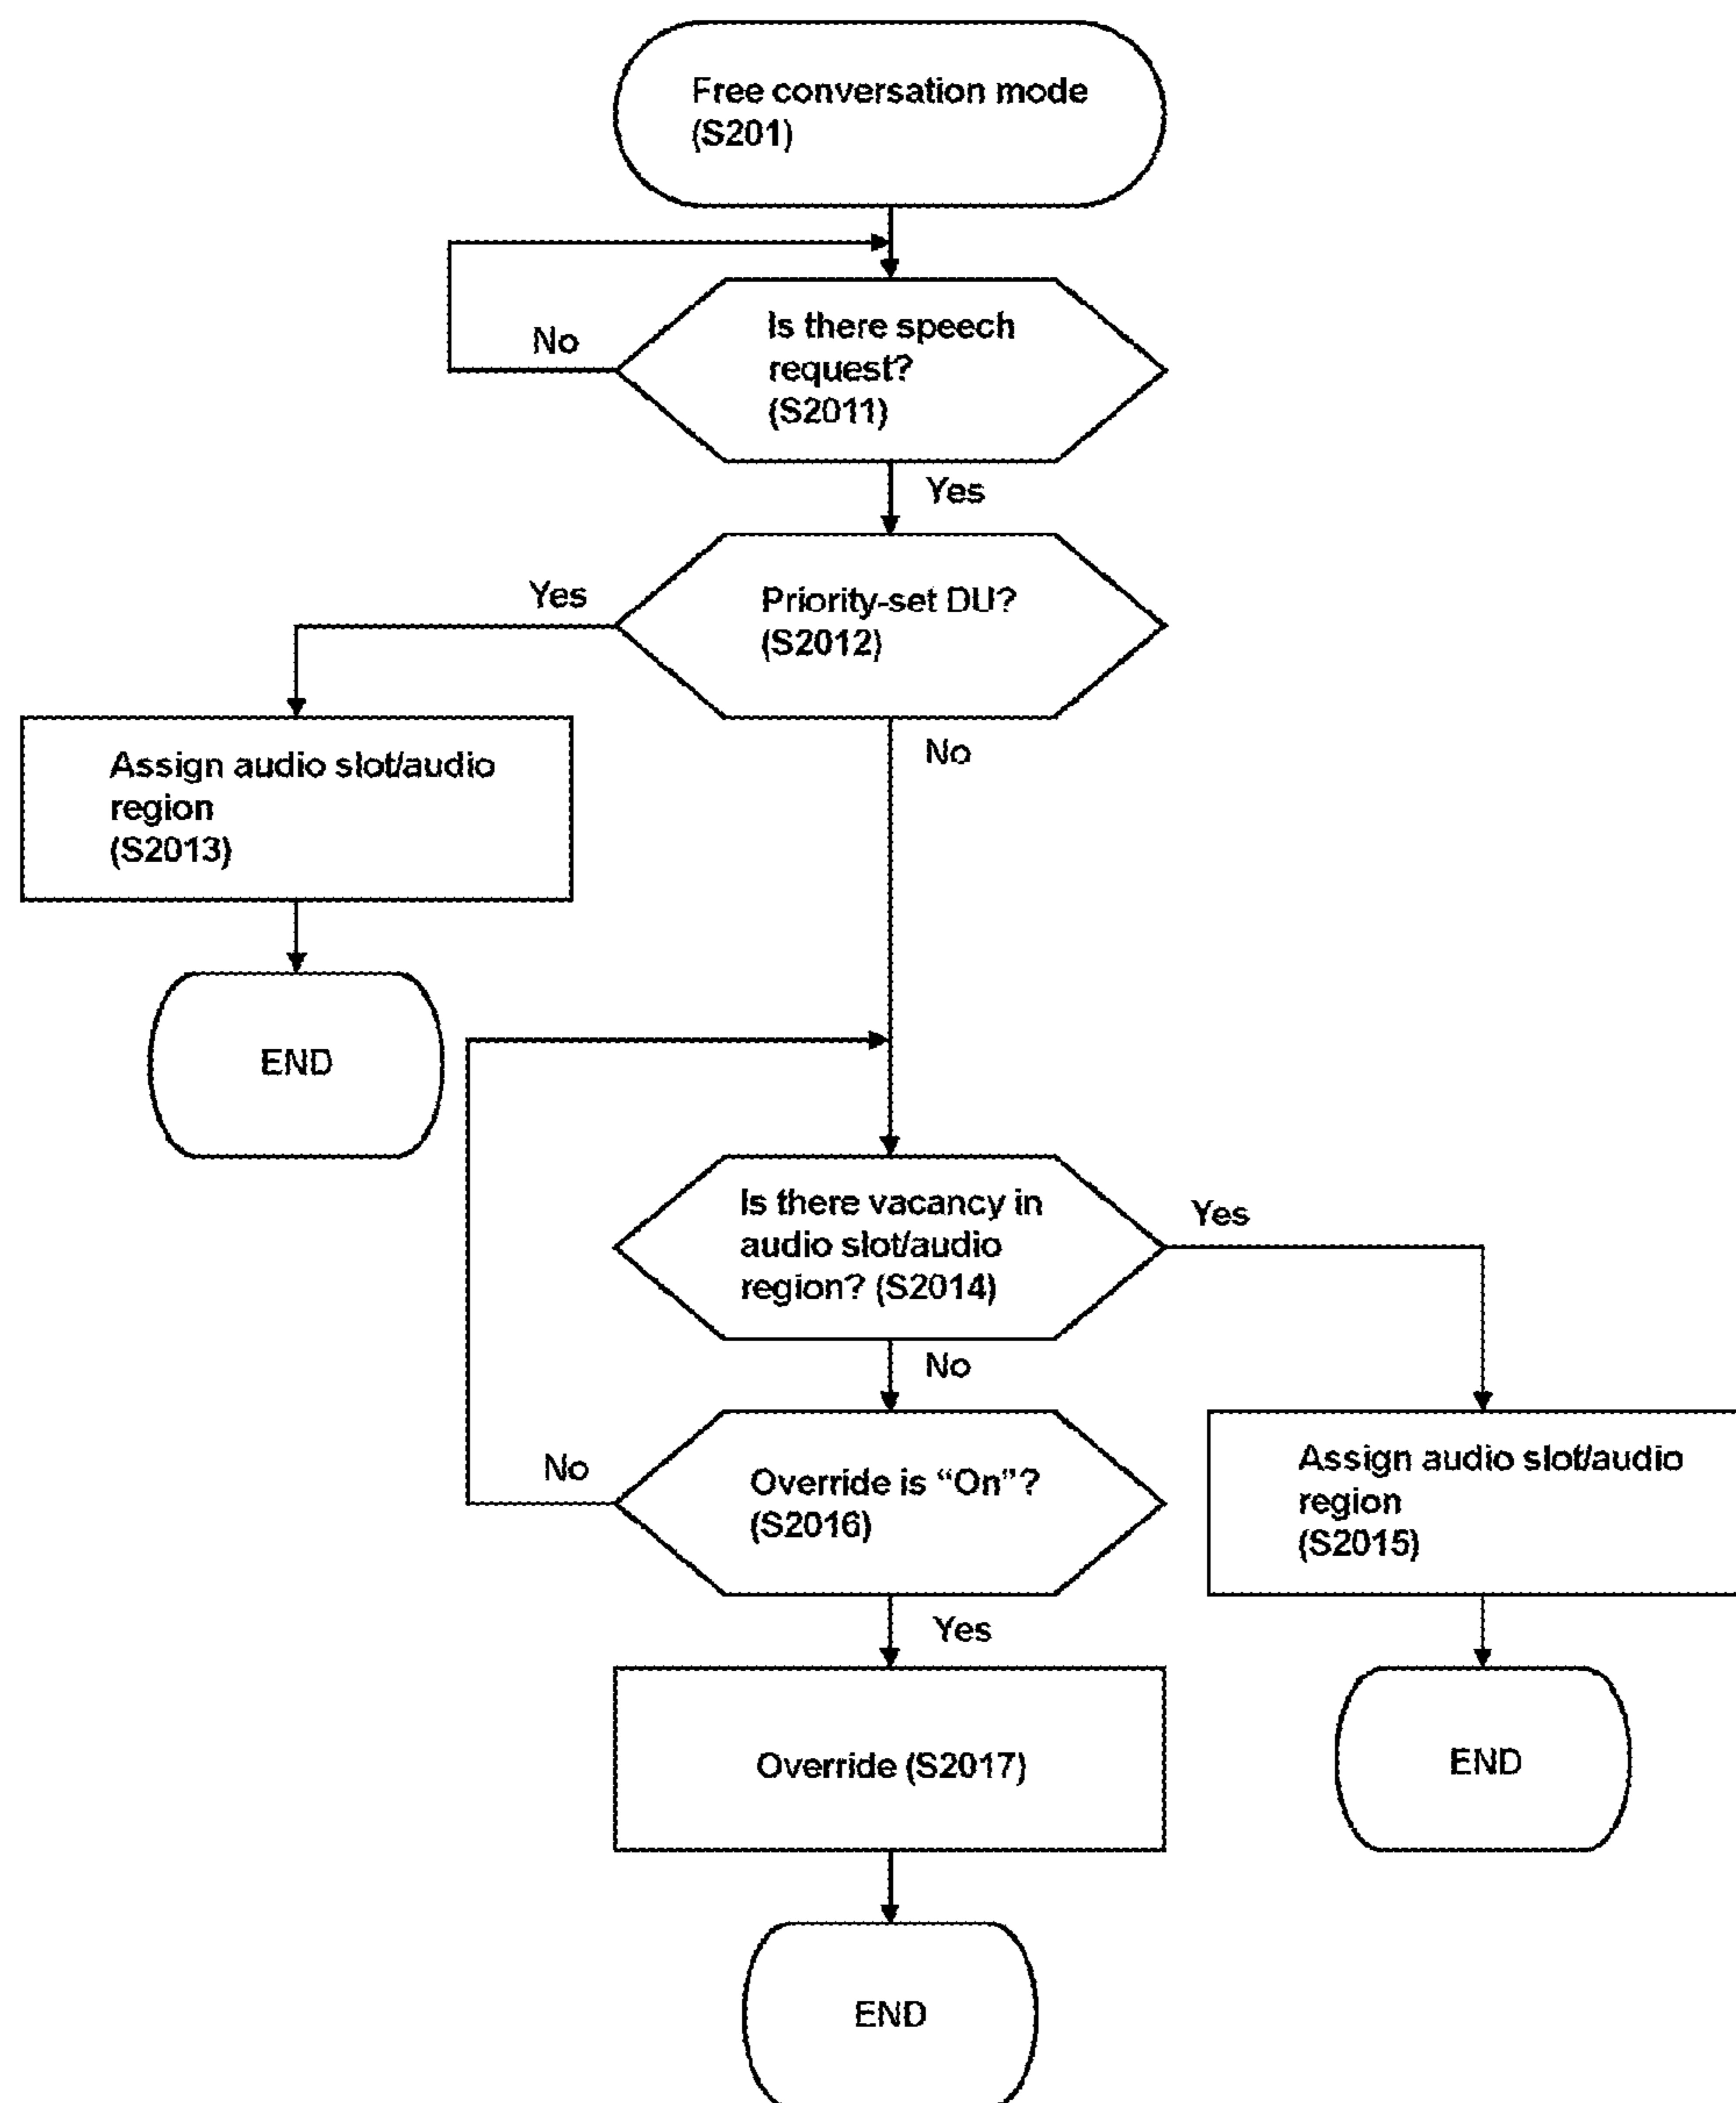 Free conversation mode
(S201)
Is there speech
request?
(S2011)
No
Yes
Priority-set DU?
(S2012)
Yes
No
Assign audio slot/audio
region
(S2013)
END
Is there vacancy in
audio slot/audio
region? (S2014)
Yes
No
Override is “On”?
(S2016)
No
Assign audio slot/audio
region
(S2015)
Yes
Override (S2017)
END
END